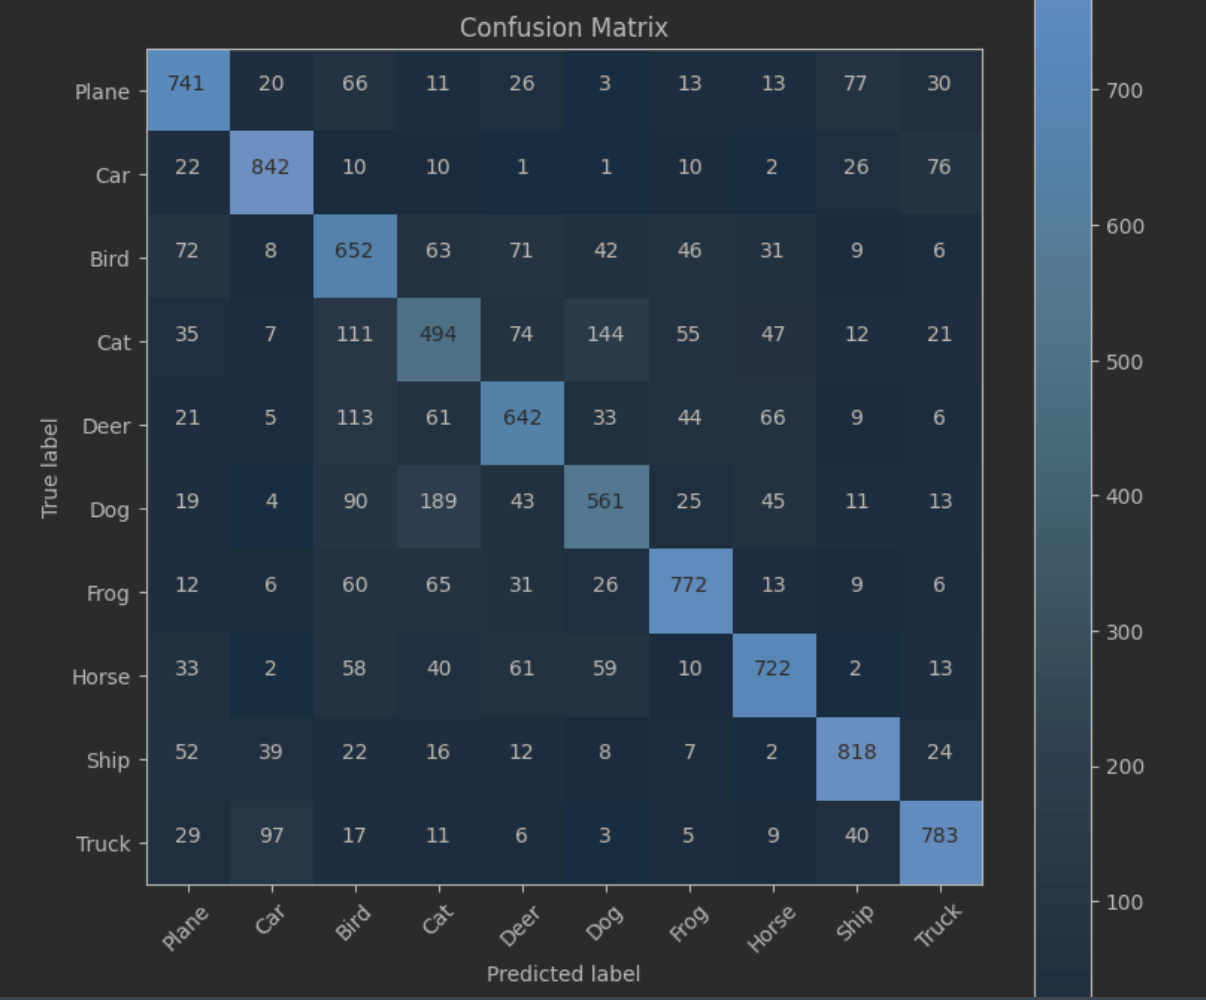 Confusion Matrix
Plane 741 20 66 11 26 3 13 13 77 30
Car 22 842 10 10 1 1 10 2 26 76
Bird 72 8 652 63 71 42 46 31 9 6
Cat 35 7 111 494 74 144 55 47 12 21
Deer 21 5 113 61 642 33 44 66 9 6
Dog 19 4 90 189 43 561 25 45 11 13
Frog 12 6 60 65 31 26 772 13 9 6
Horse 33 2 58 40 61 59 10 722 2 13
Ship 52 39 22 16 12 8 7 2 818 24
Truck 29 97 17 11 6 3 5 9 40 783
True label
Plane Car Bird Cat Deer Dog Frog Horse Ship Truck
Predicted label
700
600
500
400
300
200
100